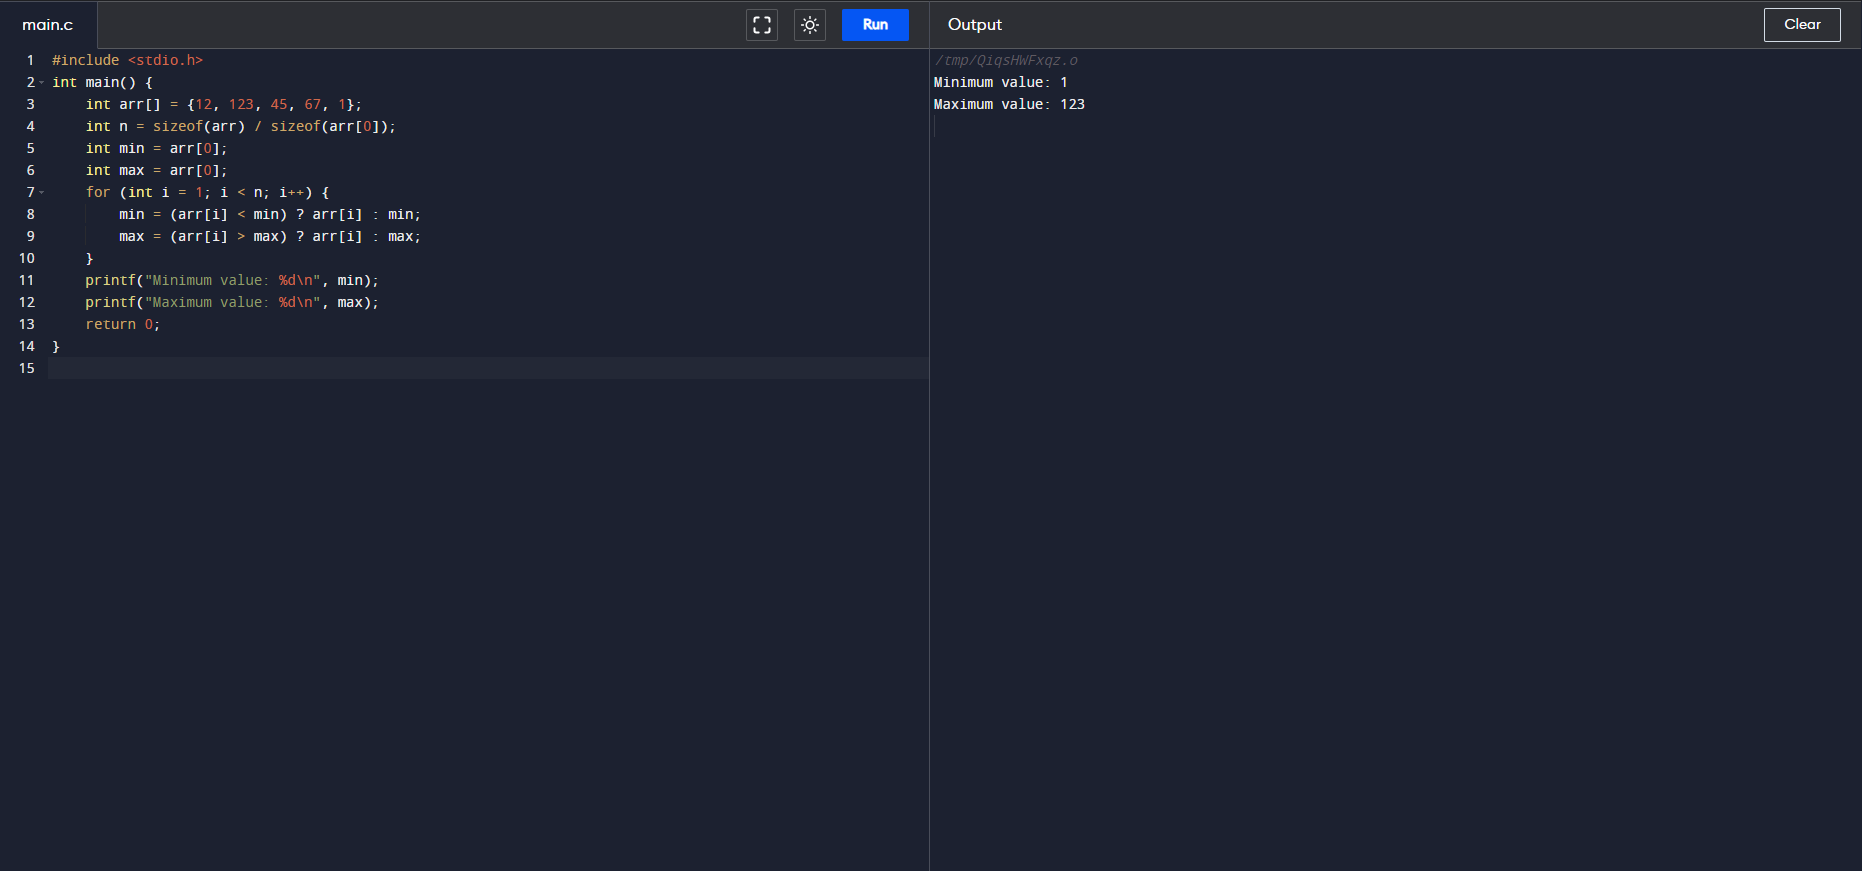 main.c
Run
Output
Clear
1 #include <stdio.h>
2 int main() {
3     int arr[] = {12, 123, 45, 67, 1};
4     int n = sizeof(arr) / sizeof(arr[0]);
5     int min = arr[0];
6     int max = arr[0];
7     for (int i = 1; i < n; i++) {
8         min = (arr[i] < min) ? arr[i] : min;
9         max = (arr[i] > max) ? arr[i] : max;
10     }
11     printf("Minimum value: %d\n", min);
12     printf("Maximum value: %d\n", max);
13     return 0;
14 }
15
/tmp/QiqsHWFxqz.o
Minimum value: 1
Maximum value: 123